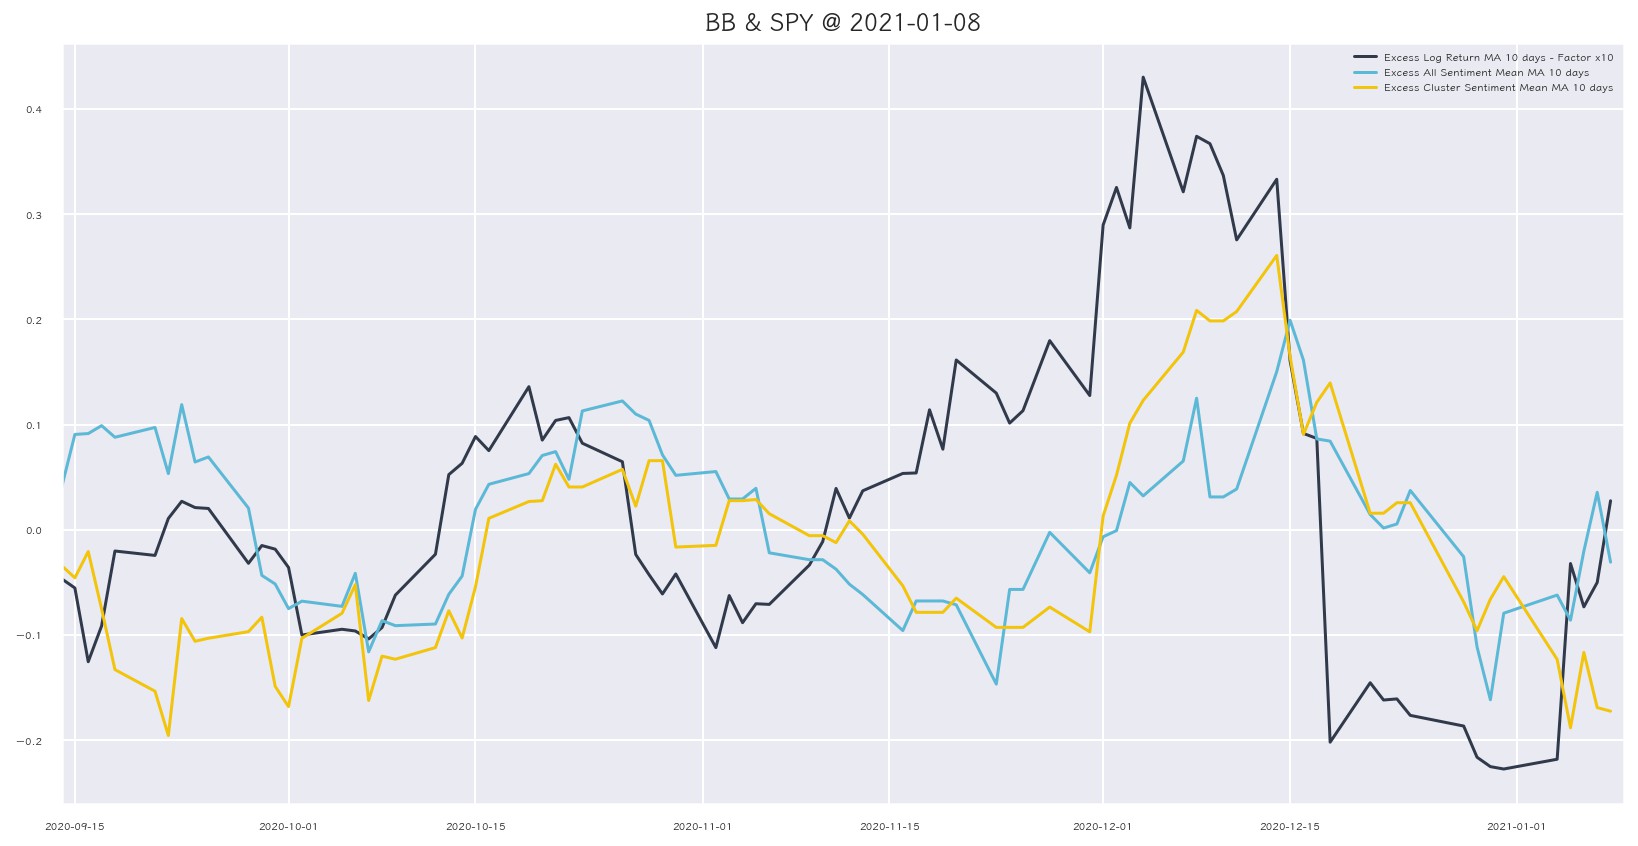 BB & SPY @ 2021-01-08
Excess Log Return MA 10 days - Factor x10
Excess All Sentiment Mean MA 10 days
Excess Cluster Sentiment Mean MA 10 days
0.4
0.3
0.2
0.1
0.0
−0.1
−0.2
2020-09-15 2020-10-01 2020-10-15 2020-11-01 2020-11-15 2020-12-01 2020-12-15 2021-01-01